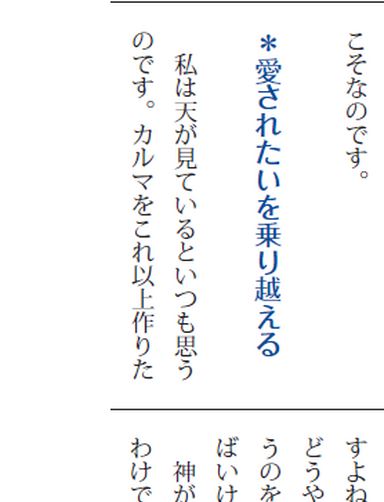 こそなのです。
＊愛されたいを乗り越える
　私は天が見ているといつも思う
のです。カルマをこれ以上作りた
すよね
どうや
うのを
ばいけ
　神が
わけで